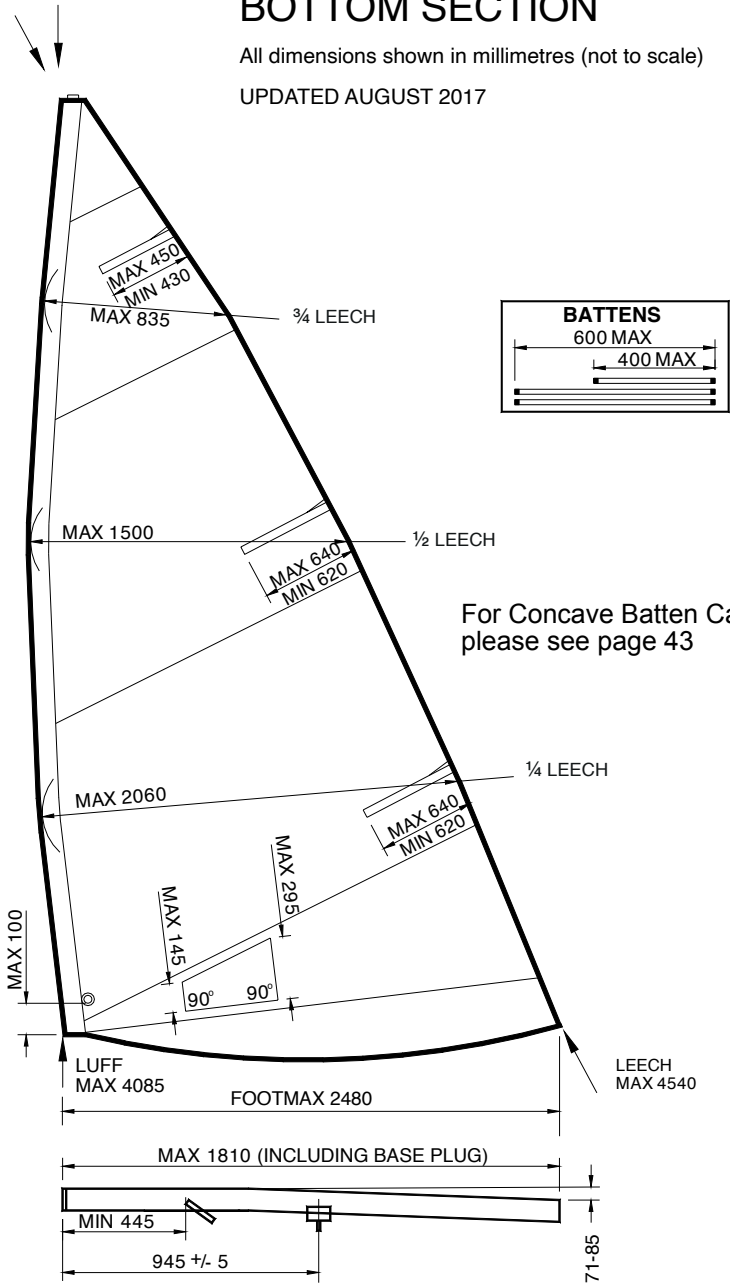 BOTTOM SECTION
All dimensions shown in millimetres (not to scale)
UPDATED AUGUST 2017
MAX 450
MIN 430
MAX 835
¾ LEECH
BATTENS
600 MAX
400 MAX
MAX 1500
½ LEECH
MAX 640
MIN 620
For Concave Batten Ca
please see page 43
¼ LEECH
MAX 2060
MAX 640
MIN 620
MAX 295
MAX 145
MAX 100
90°
90°
LUFF
MAX 4085
LEECH
MAX 4540
FOOTMAX 2480
MAX 1810 (INCLUDING BASE PLUG)
MIN 445
945 +/- 5
71-85